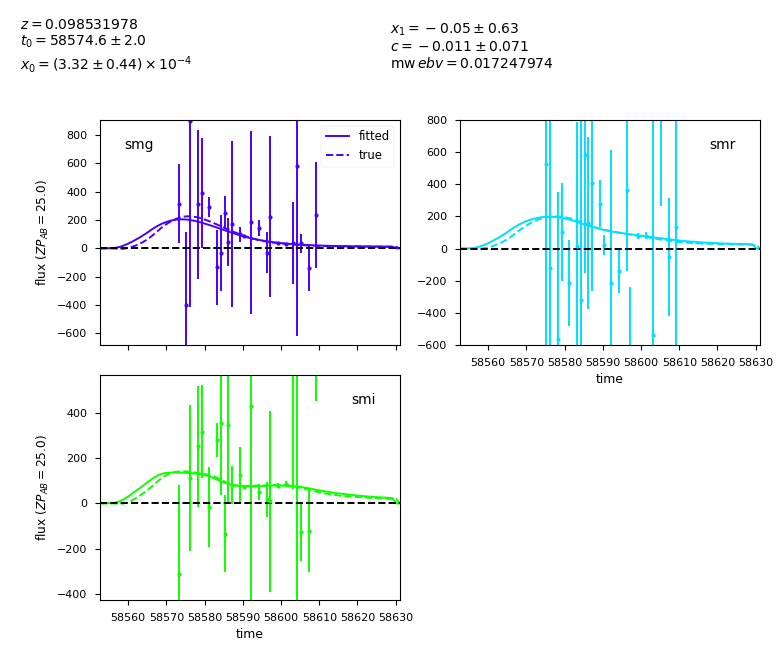 z = 0.098531978
t₀ = 58574.6 ± 2.0
x₀ = (3.32 ± 0.44) × 10⁻⁴
x₁ = −0.05 ± 0.63
c = −0.011 ± 0.071
mw ebv = 0.017247974
smg
fitted
true
800
600
400
200
0
−200
−400
−600
flux (ZP_AB = 25.0)
smr
800
600
400
200
0
−200
−400
−600
58560 58570 58580 58590 58600 58610 58620 58630
time
smi
400
200
0
−200
−400
flux (ZP_AB = 25.0)
58560 58570 58580 58590 58600 58610 58620 58630
time